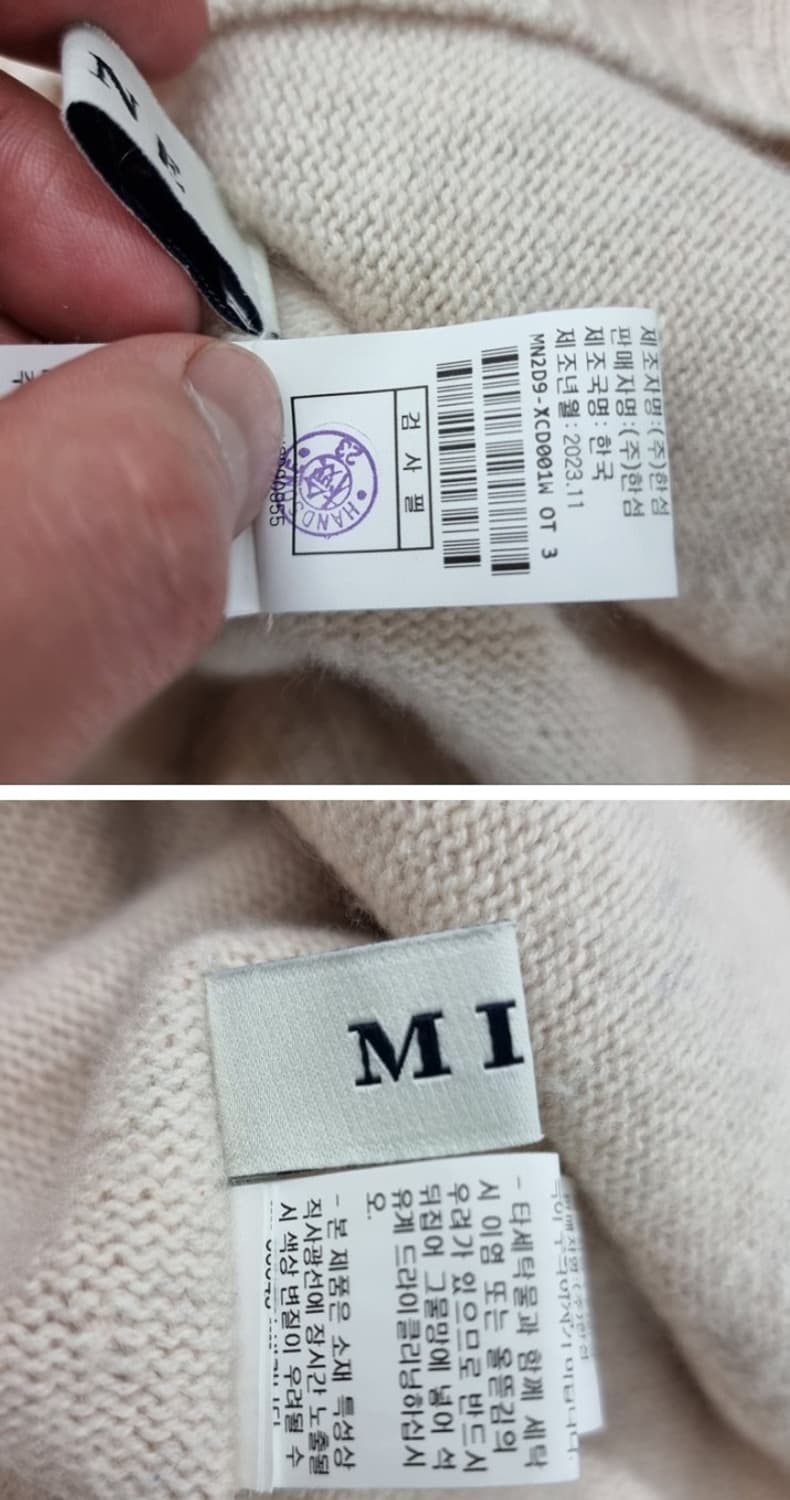 N E
제조자명:(주)한섬
판매자명:(주)한섬
제조국명: 한국
제조년월: 2023.11
MN2D9-XCD001W OT 3
검 사 필
HANDSOME
23
M I
- 타세탁물과 함께 세탁
시 이염 또는 올뜯김의
우려가 있으므로 반드시
뒤집어 그물망에 넣어 석
유계 드라이클리닝하십시
오.
- 본 제품은 소재 특성상
직사광선에 장시간 노출될
시 색상 변질이 우려될 수